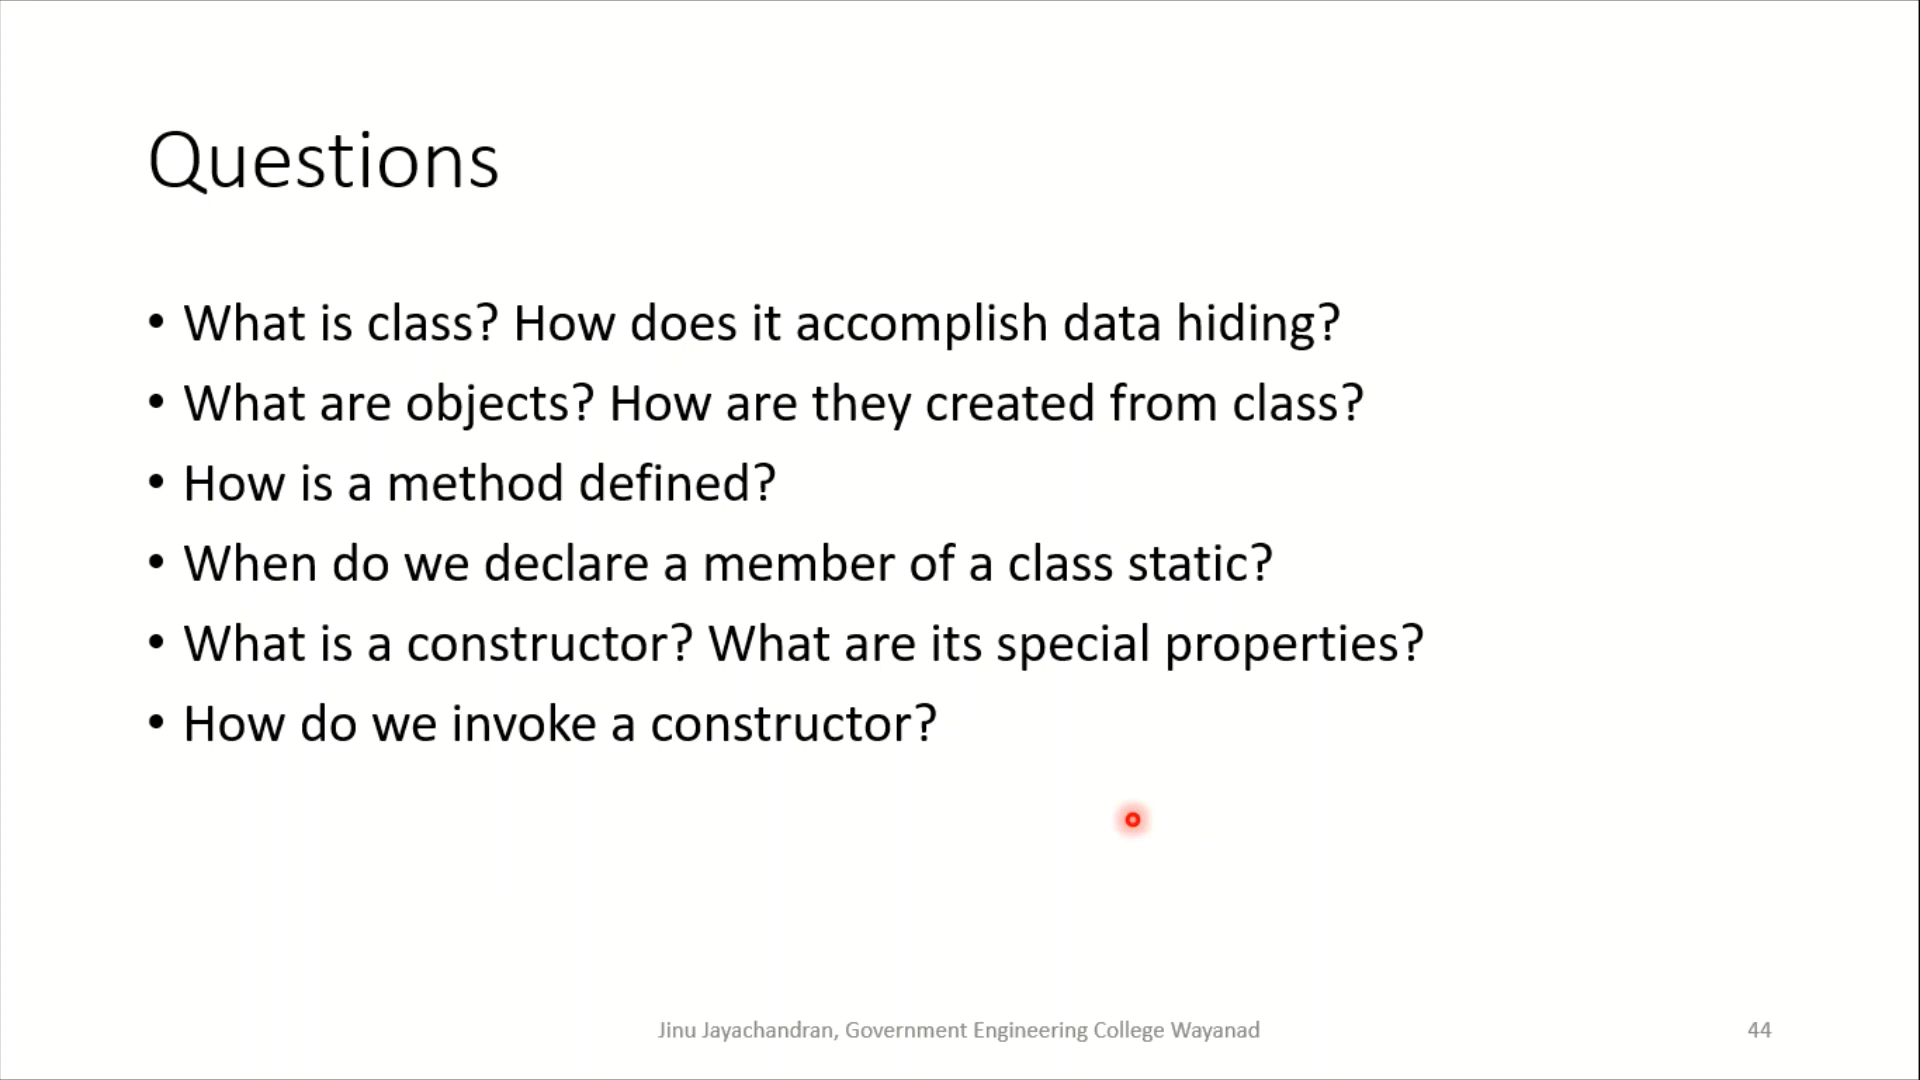 Questions
• What is class? How does it accomplish data hiding?
• What are objects? How are they created from class?
• How is a method defined?
• When do we declare a member of a class static?
• What is a constructor? What are its special properties?
• How do we invoke a constructor?
Jinu Jayachandran, Government Engineering College Wayanad
44